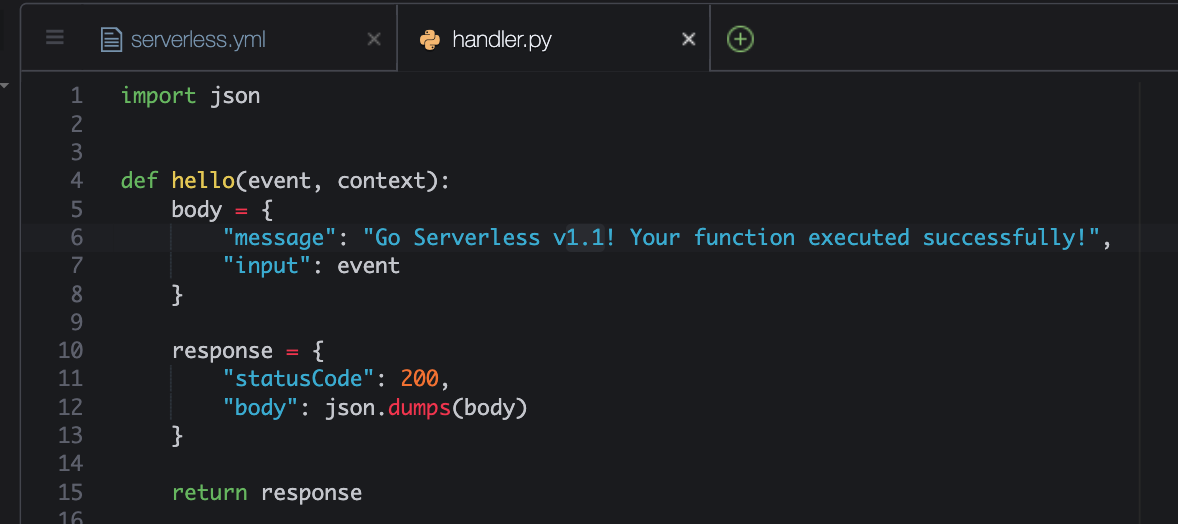 serverless.yml
handler.py
1 import json
2
3
4 def hello(event, context):
5     body = {
6         "message": "Go Serverless v1.1! Your function executed successfully!",
7         "input": event
8     }
9
10     response = {
11         "statusCode": 200,
12         "body": json.dumps(body)
13     }
14
15     return response
16